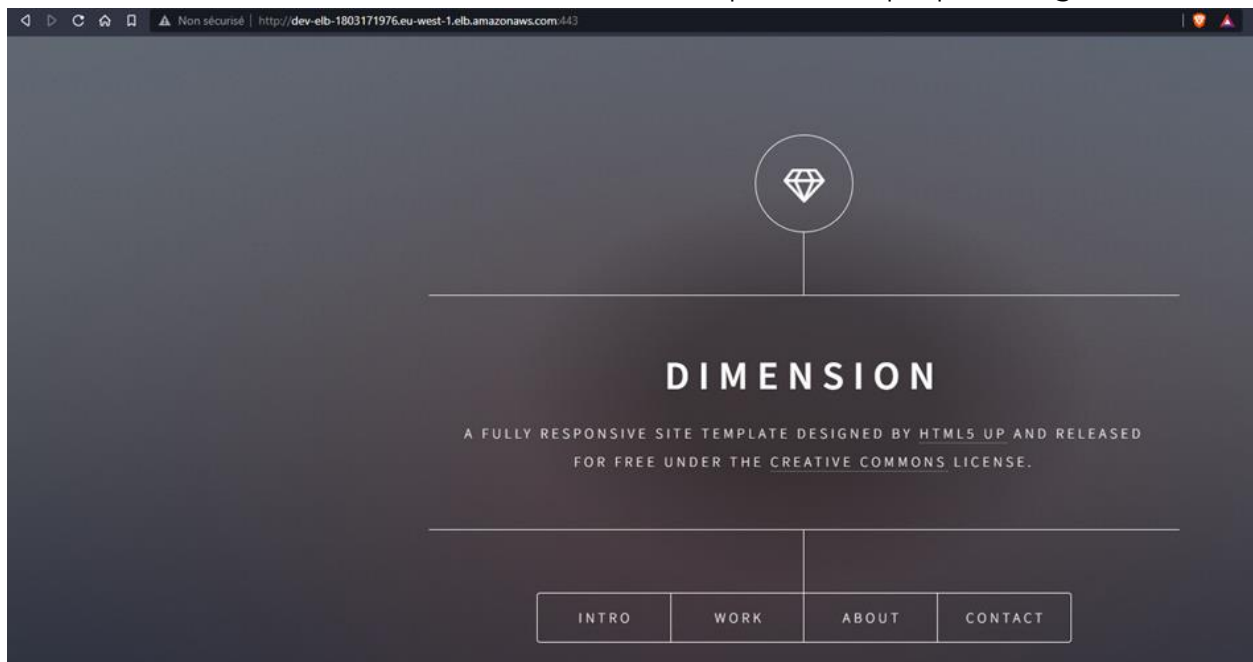 Non sécurisé | http://dev-elb-1803171976.eu-west-1.elb.amazonaws.com:443
DIMENSION
A FULLY RESPONSIVE SITE TEMPLATE DESIGNED BY HTML5 UP AND RELEASED
FOR FREE UNDER THE CREATIVE COMMONS LICENSE.
INTRO WORK ABOUT CONTACT